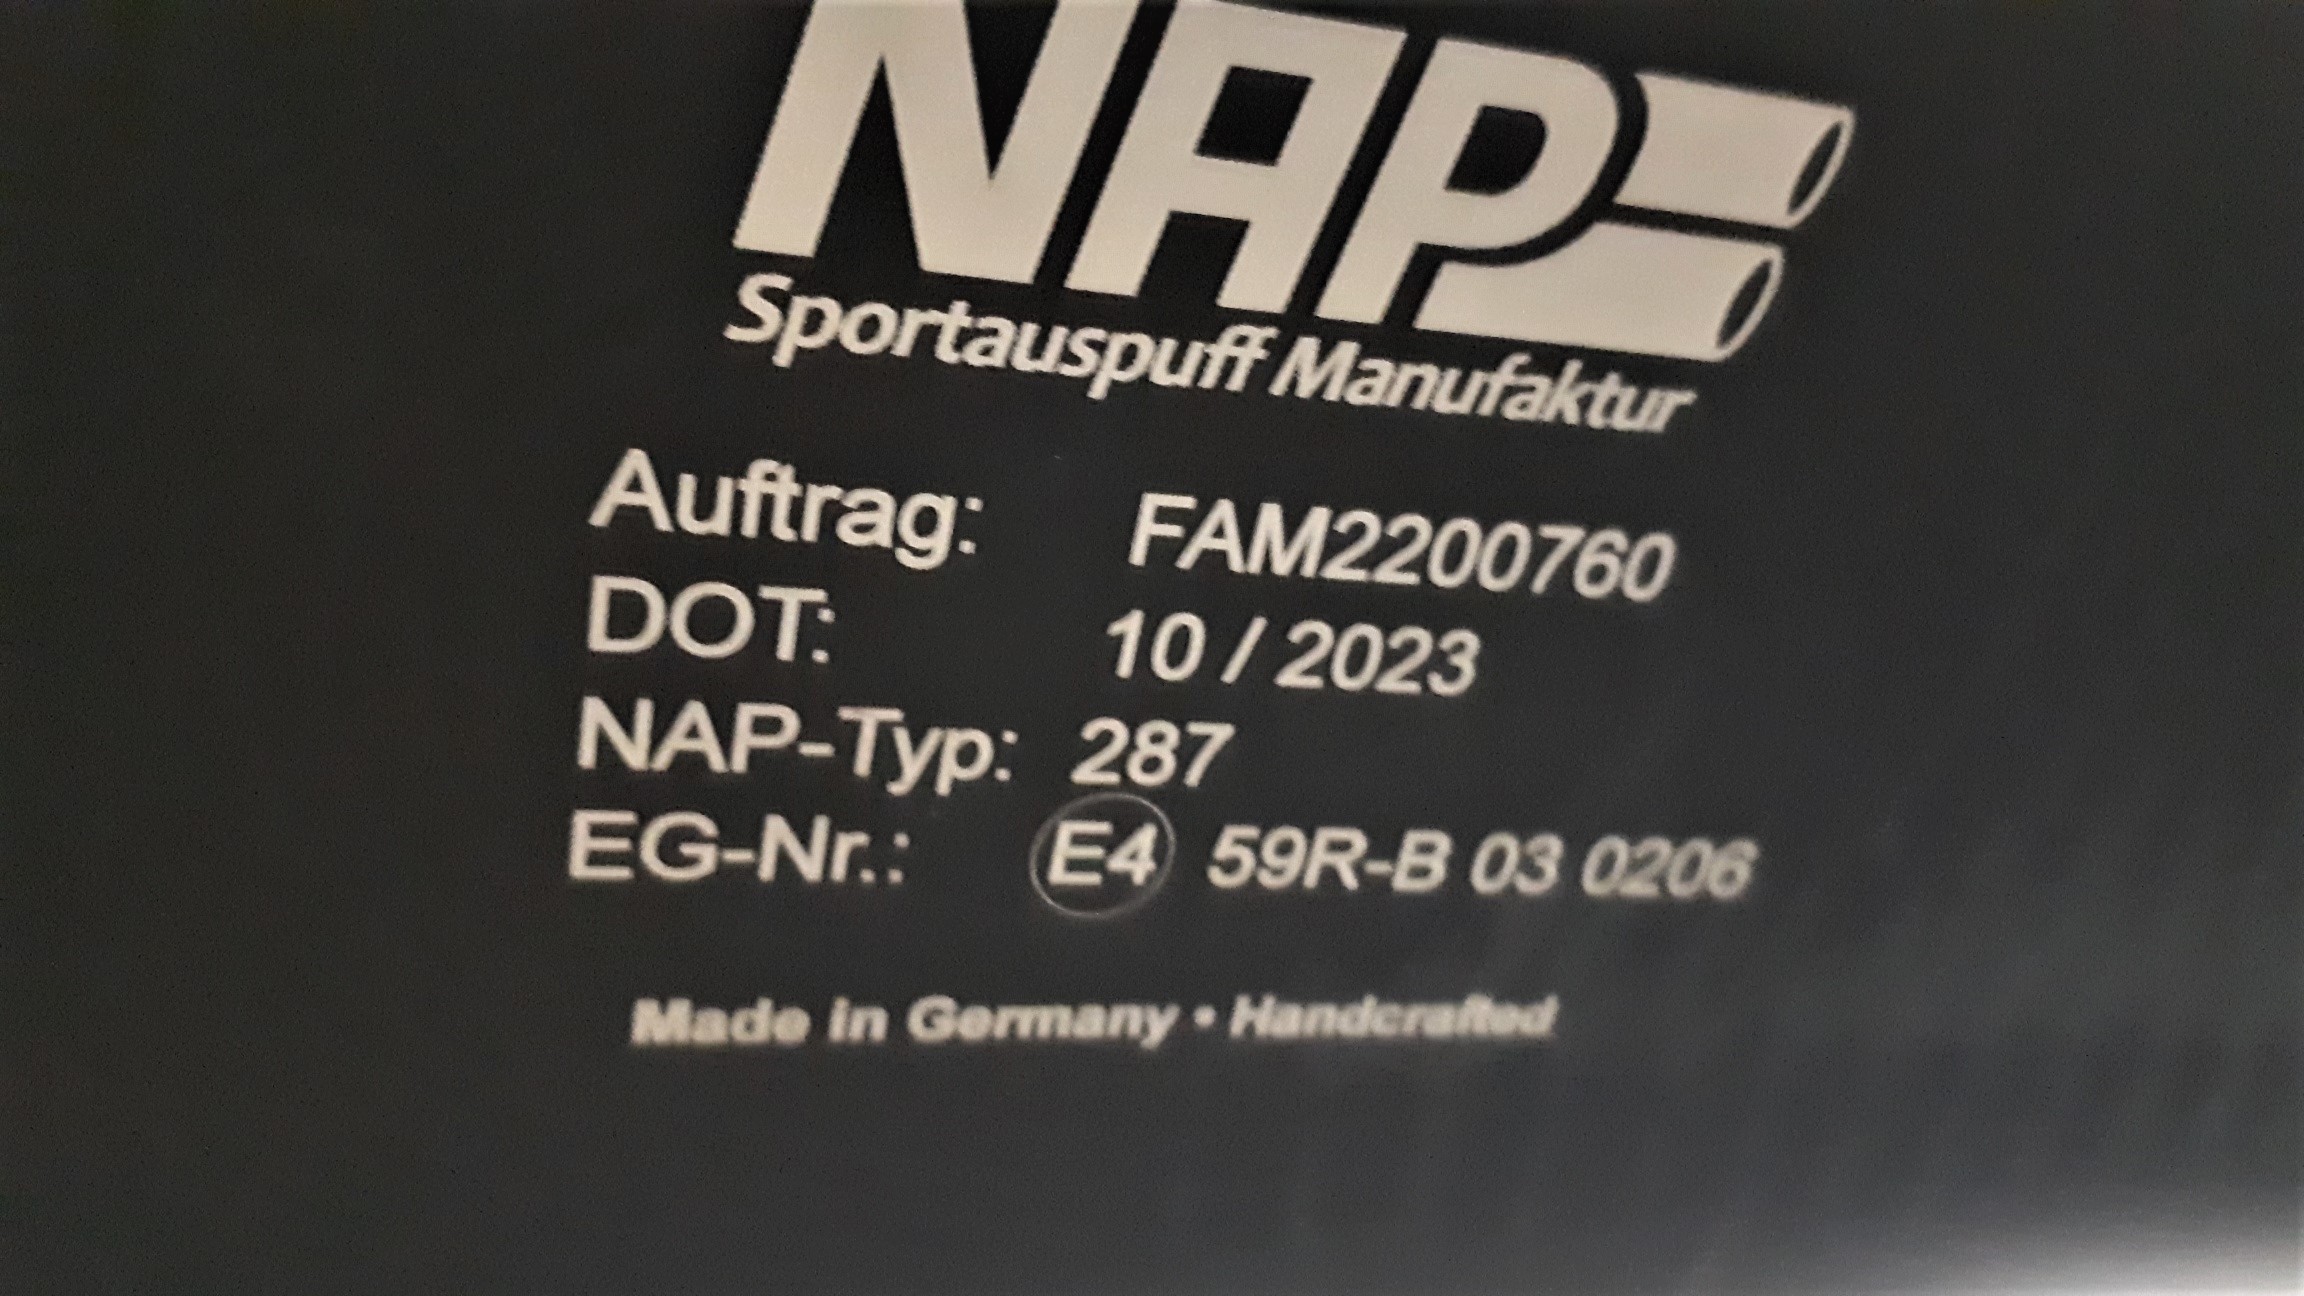 NAP
Sportauspuff Manufaktur
Auftrag: FAM2200760
DOT: 10 / 2023
NAP-Typ: 287
EG-Nr.: E4 59R-B 03 0206
Made in Germany • Handcrafted